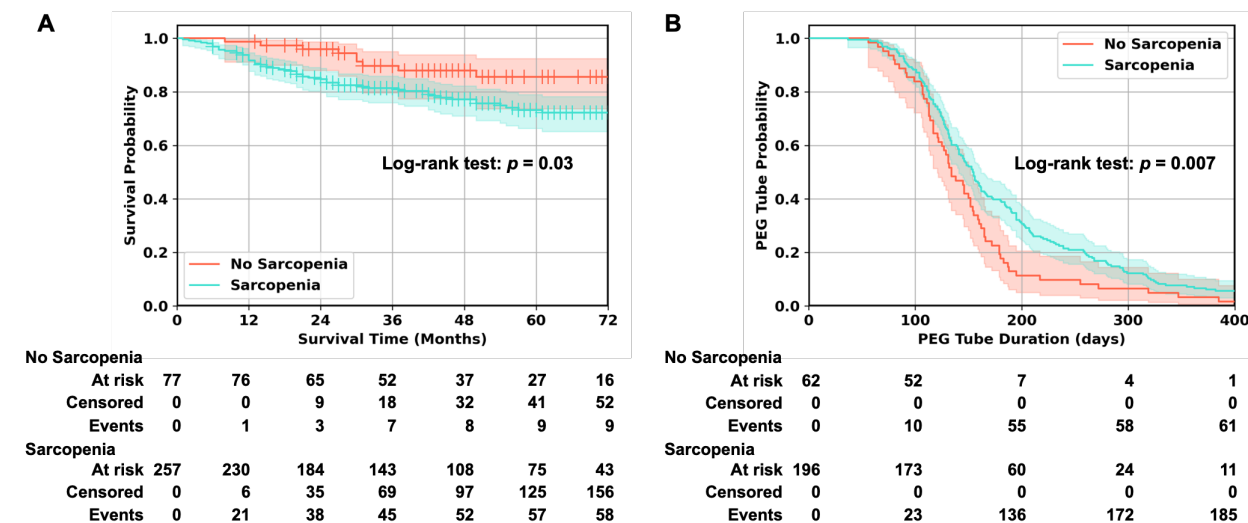 A
1.0
0.8
0.6
0.4
0.2
0.0
Survival Probability
Log-rank test: p = 0.03
No Sarcopenia
Sarcopenia
0 12 24 36 48 60 72
Survival Time (Months)
No Sarcopenia
At risk 77 76 65 52 37 27 16
Censored 0 0 9 18 32 41 52
Events 0 1 3 7 8 9 9
Sarcopenia
At risk 257 230 184 143 108 75 43
Censored 0 6 35 69 97 125 156
Events 0 21 38 45 52 57 58
B
1.0
0.8
0.6
0.4
0.2
0.0
PEG Tube Probability
No Sarcopenia
Sarcopenia
Log-rank test: p = 0.007
0 100 200 300 400
PEG Tube Duration (days)
No Sarcopenia
At risk 62 52 7 4 1
Censored 0 0 0 0 0
Events 0 10 55 58 61
Sarcopenia
At risk 196 173 60 24 11
Censored 0 0 0 0 0
Events 0 23 136 172 185